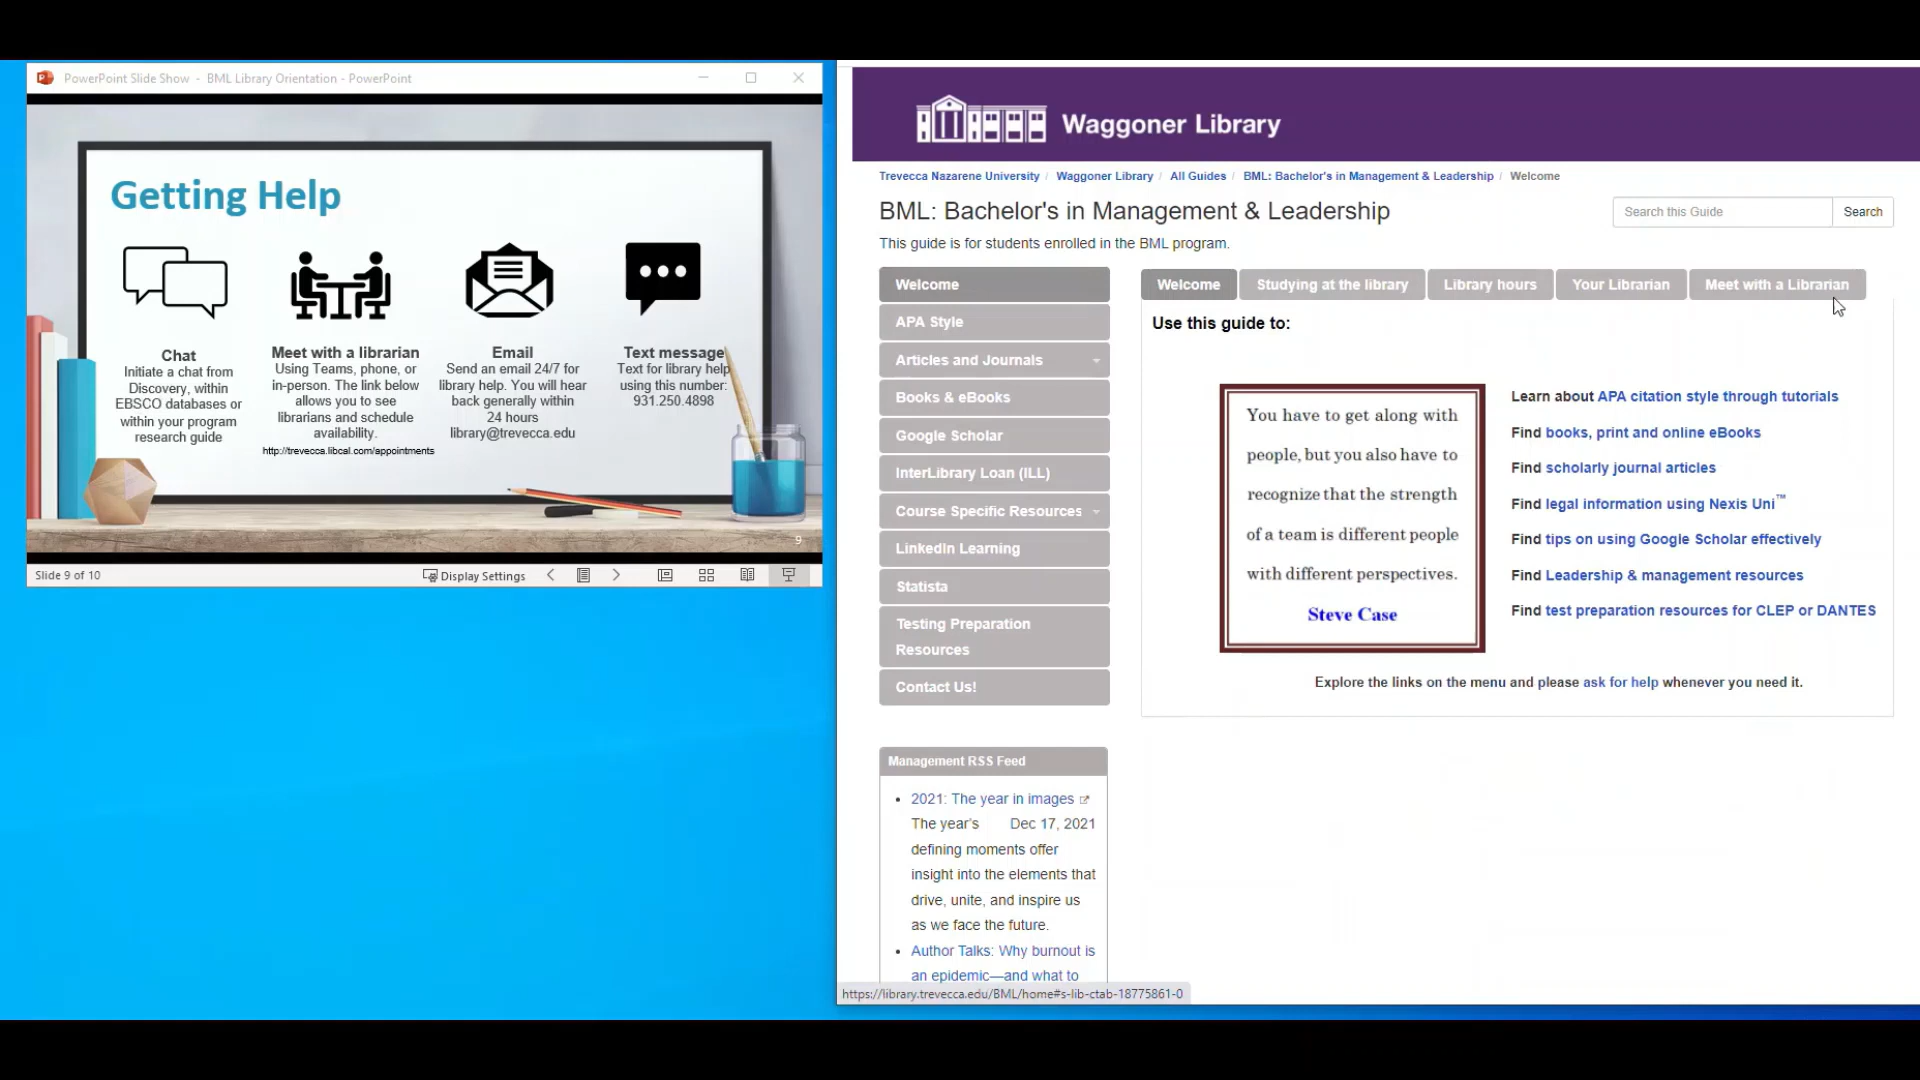 PowerPoint Slide Show - BML Library Orientation - PowerPoint
Getting Help
Chat
Initiate a chat from
Discovery, within
EBSCO databases or
within your program
research guide
Meet with a librarian
Using Teams, phone, or
in-person. The link below
allows you to see
librarians and schedule
availability.
http://trevecca.libcal.com/appointments
Email
Send an email 24/7 for
library help. You will hear
back generally within
24 hours
library@trevecca.edu
Text message
Text for library help
using this number:
931.250.4898
9
Slide 9 of 10
Display Settings
Waggoner Library
Trevecca Nazarene University / Waggoner Library / All Guides / BML: Bachelor's in Management & Leadership / Welcome
BML: Bachelor's in Management & Leadership
Search this Guide
Search
This guide is for students enrolled in the BML program.
Welcome
APA Style
Articles and Journals
Books & eBooks
Google Scholar
InterLibrary Loan (ILL)
Course Specific Resources
LinkedIn Learning
Statista
Testing Preparation
Resources
Contact Us!
Welcome
Studying at the library
Library hours
Your Librarian
Meet with a Librarian
Use this guide to:
You have to get along with
people, but you also have to
recognize that the strength
of a team is different people
with different perspectives.
Steve Case
Learn about APA citation style through tutorials
Find books, print and online eBooks
Find scholarly journal articles
Find legal information using Nexis Uni™
Find tips on using Google Scholar effectively
Find Leadership & management resources
Find test preparation resources for CLEP or DANTES
Explore the links on the menu and please ask for help whenever you need it.
Management RSS Feed
2021: The year in images
The year's Dec 17, 2021
defining moments offer
insight into the elements that
drive, unite, and inspire us
as we face the future.
Author Talks: Why burnout is
an epidemic—and what to
https://library.trevecca.edu/BML/home#s-lib-ctab-18775861-0